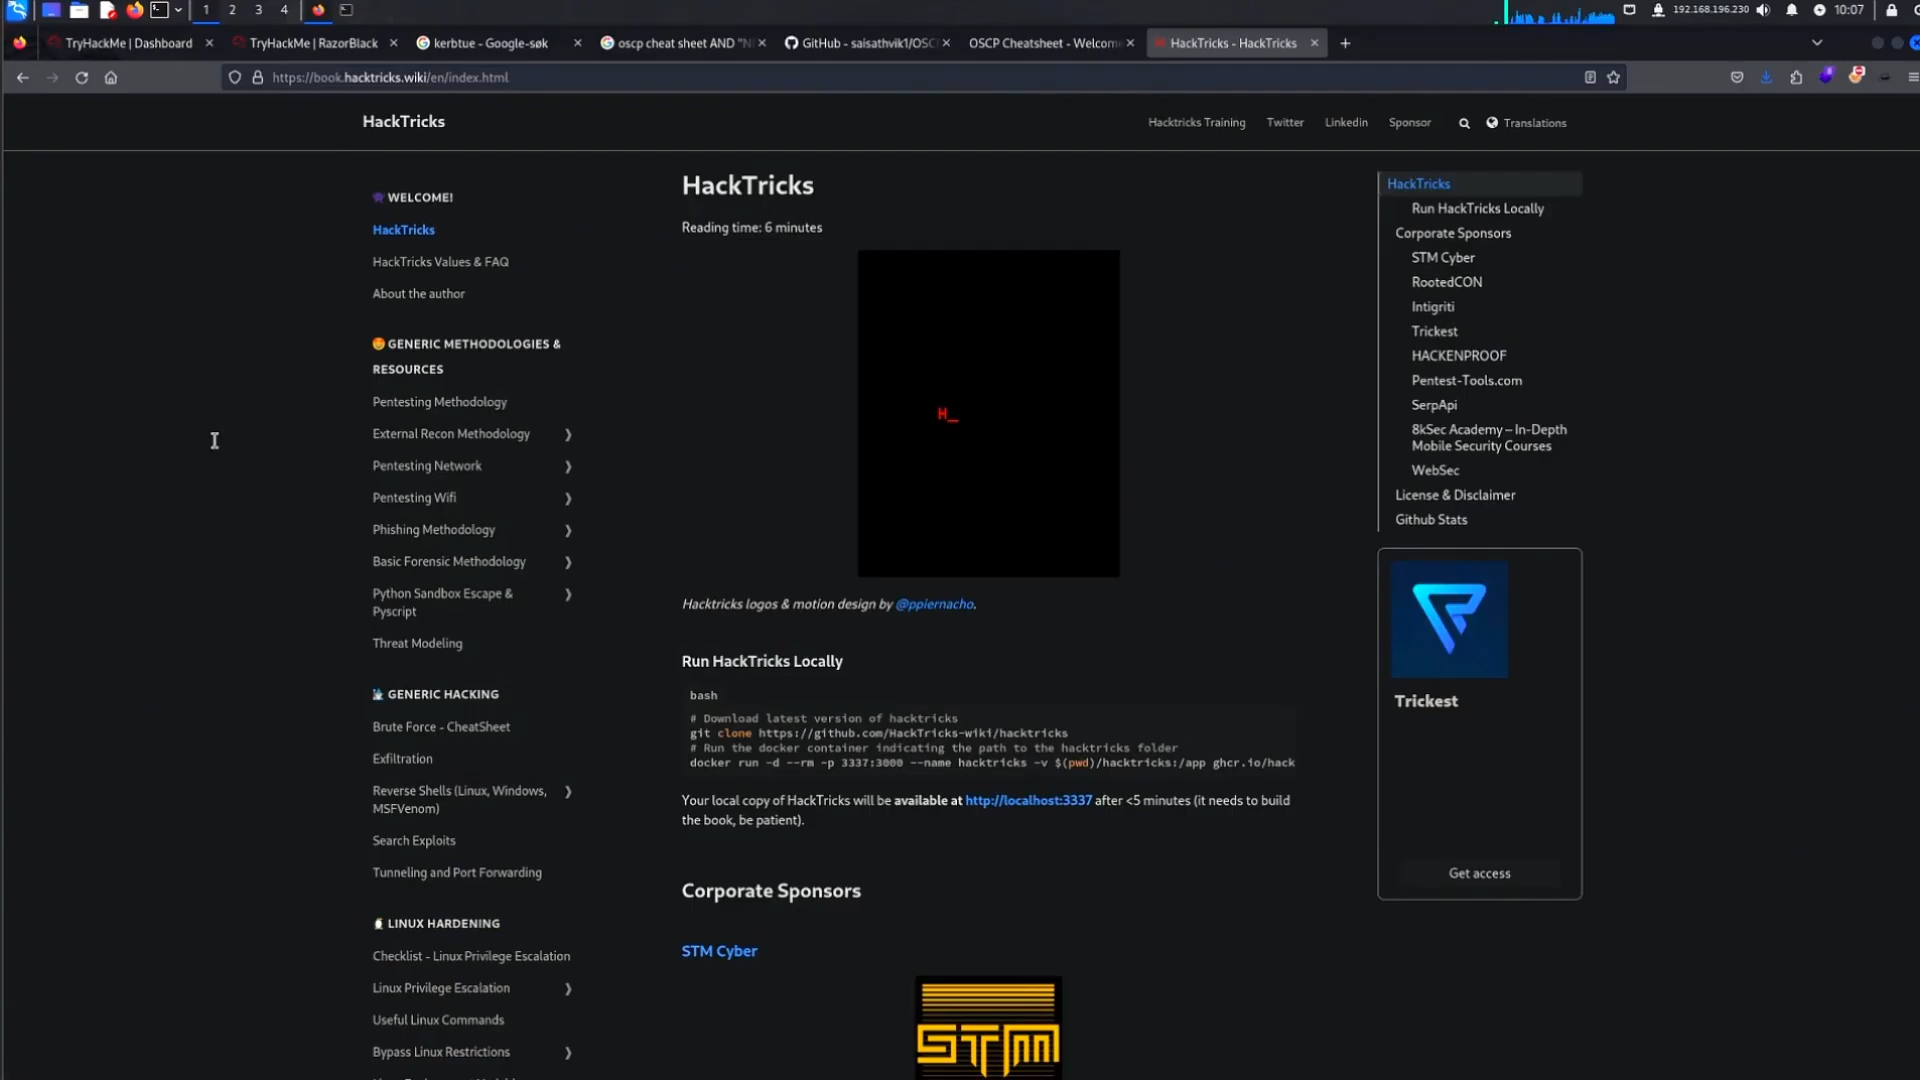 1
2
3
4
192.168.196.230
10:07
TryHackMe | Dashboard
TryHackMe | RazorBlack
kerbtue - Google-søk
oscp cheat sheet AND "N
GitHub - saisathvik1/OSC
OSCP Cheatsheet - Welcome
HackTricks - HackTricks
https://book.hacktricks.wiki/en/index.html
HackTricks
Hacktricks Training
Twitter
Linkedin
Sponsor
Translations
WELCOME!
HackTricks
HackTricks Values & FAQ
About the author
GENERIC METHODOLOGIES &
RESOURCES
Pentesting Methodology
External Recon Methodology
Pentesting Network
Pentesting Wifi
Phishing Methodology
Basic Forensic Methodology
Python Sandbox Escape &
Pyscript
Threat Modeling
GENERIC HACKING
Brute Force - CheatSheet
Exfiltration
Reverse Shells (Linux, Windows,
MSFVenom)
Search Exploits
Tunneling and Port Forwarding
LINUX HARDENING
Checklist - Linux Privilege Escalation
Linux Privilege Escalation
Useful Linux Commands
Bypass Linux Restrictions
HackTricks
Reading time: 6 minutes
H_
Hacktricks logos & motion design by @ppiernacho.
Run HackTricks Locally
bash
# Download latest version of hacktricks
git clone https://github.com/HackTricks-wiki/hacktricks
# Run the docker container indicating the path to the hacktricks folder
docker run -d --rm -p 3337:3000 --name hacktricks -v $(pwd)/hacktricks:/app ghcr.io/hack
Your local copy of HackTricks will be available at http://localhost:3337 after <5 minutes (it needs to build
the book, be patient).
Corporate Sponsors
STM Cyber
STM
HackTricks
Run HackTricks Locally
Corporate Sponsors
STM Cyber
RootedCON
Intigriti
Trickest
HACKENPROOF
Pentest-Tools.com
SerpApi
8kSec Academy – In-Depth
Mobile Security Courses
WebSec
License & Disclaimer
Github Stats
Trickest
Get access